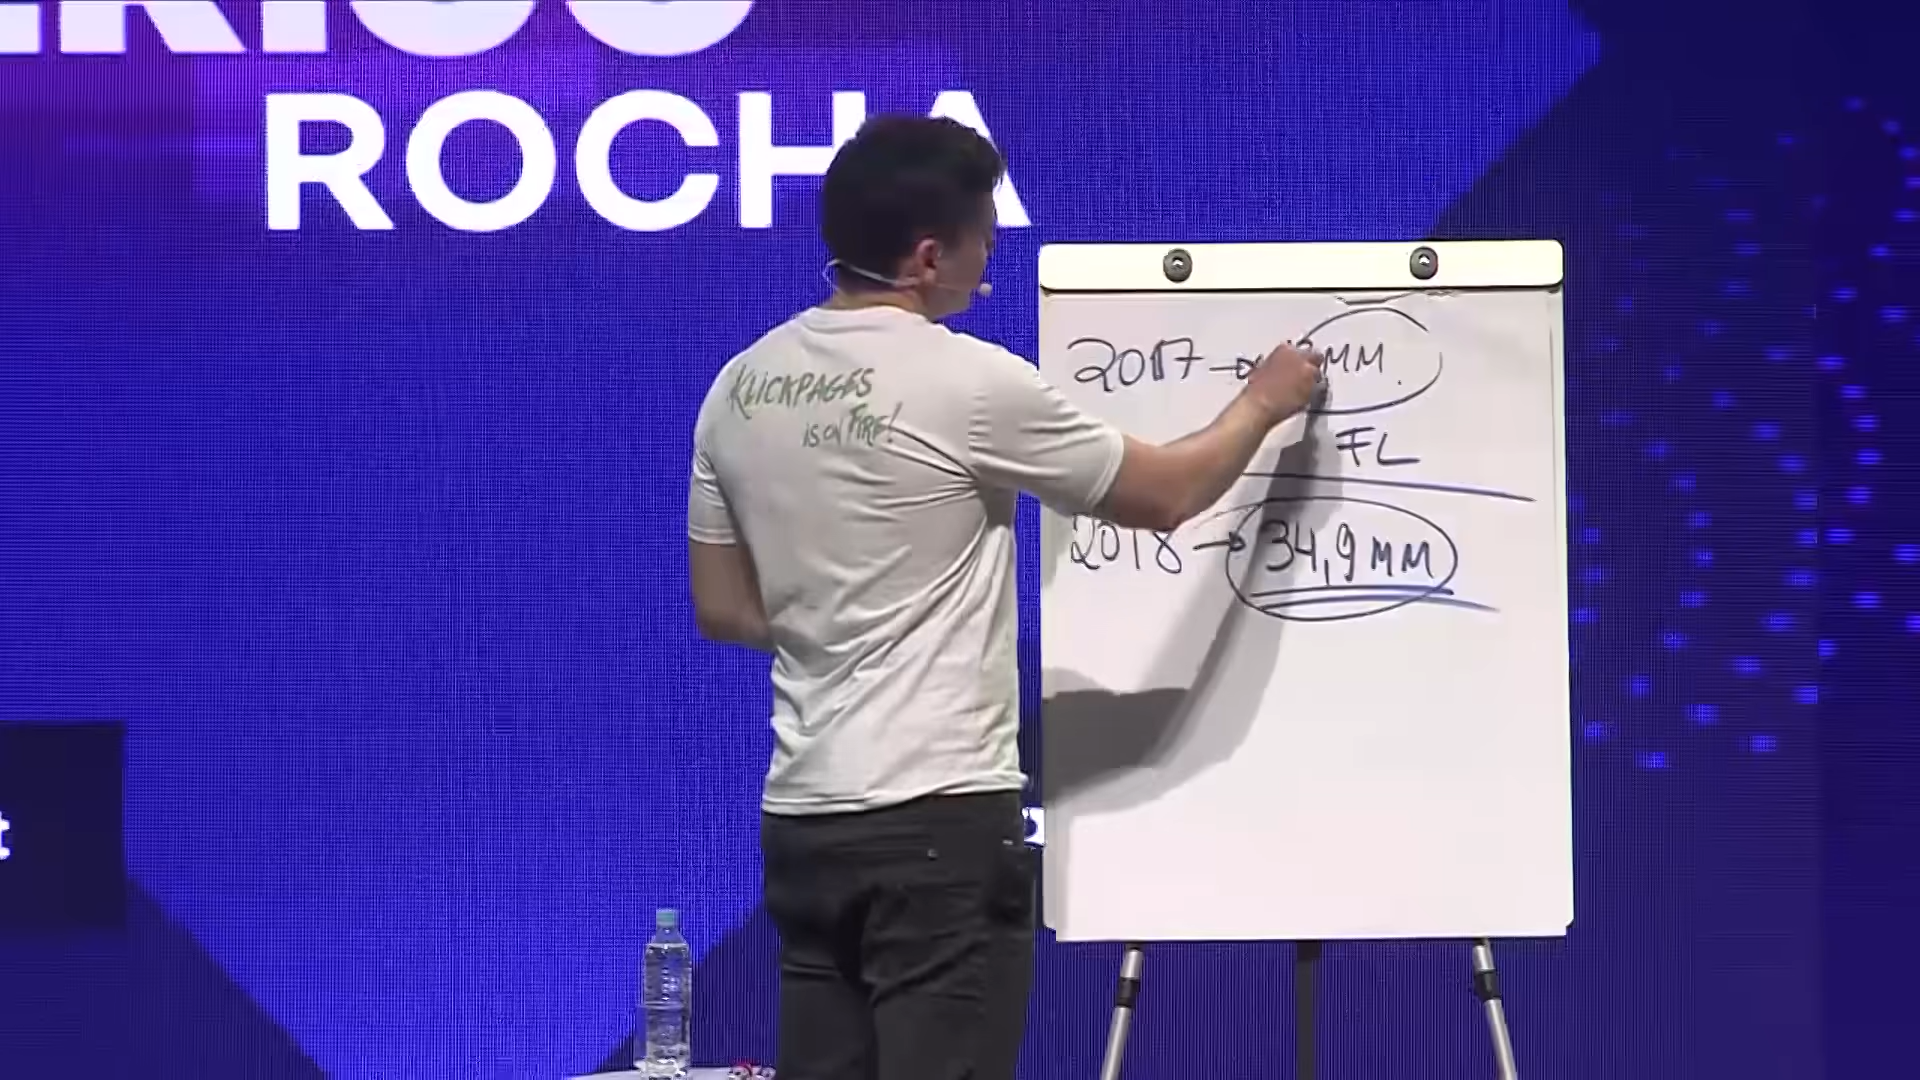 ROCHA
KLICKPAGES
IS ON FIRE!
2017 → MM.
FL
2018 → 34,9 MM
t